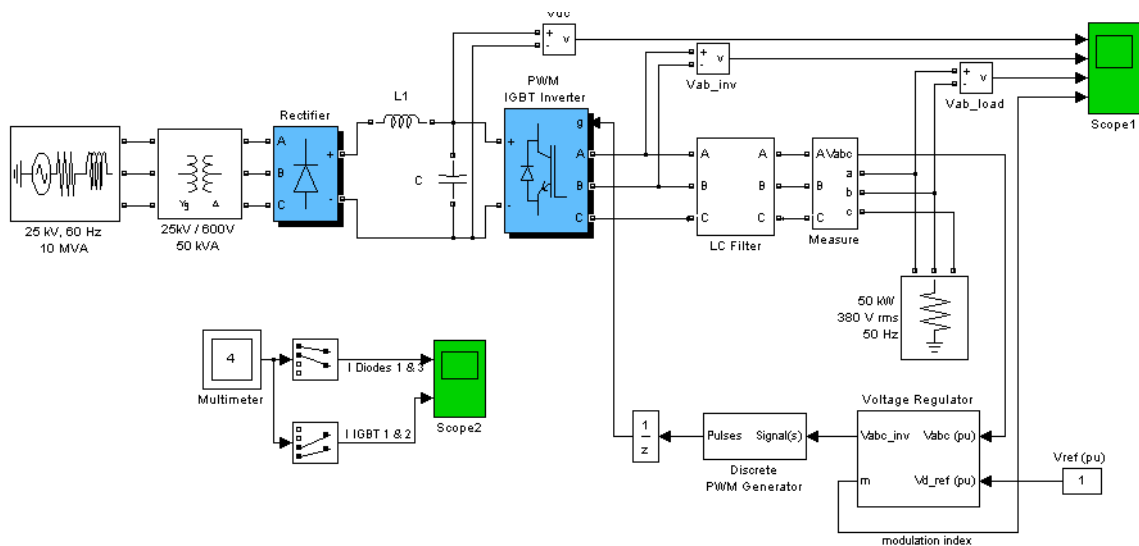 Vdc
+
-
v
+
-
v
Vab_inv
+
-
v
Vab_load
Scope1
PWM
IGBT Inverter
L1
Rectifier
A
B
C
+
-
C
+
-
g
A
B
C
A
B
C
A
B
C
LC Filter
A
B
C
Vabc
a
b
c
Measure
Yg
Δ
25 kV, 60 Hz
10 MVA
25kV / 600V
50 kVA
50 kW
380 V rms
50 Hz
4
Multimeter
I Diodes 1 & 3
I IGBT 1 & 2
Scope2
1
z
Pulses
Signal(s)
Discrete
PWM Generator
Voltage Regulator
Vabc_inv
Vabc (pu)
m
Vd_ref (pu)
modulation index
Vref (pu)
1